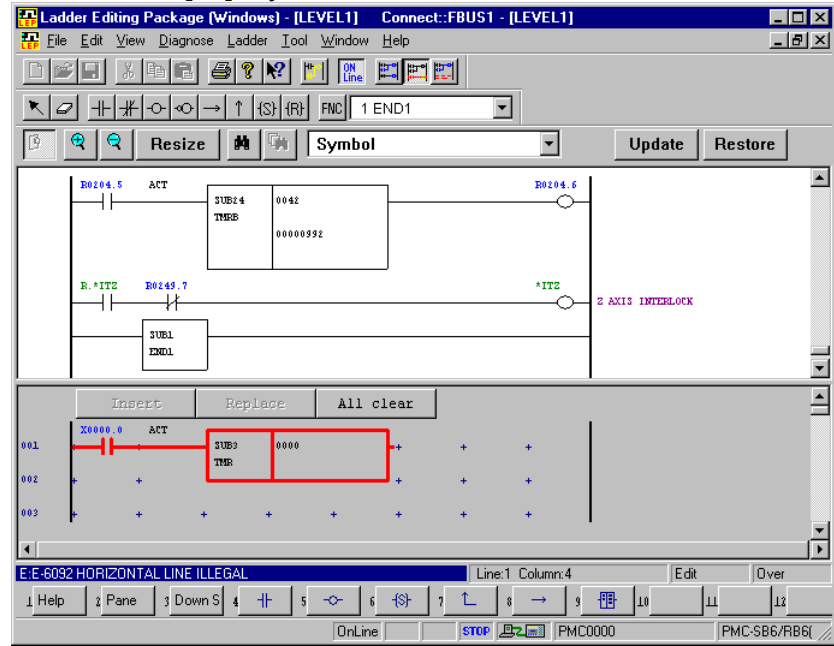 Ladder Editing Package (Windows) - [LEVEL1] Connect::FBUS1 - [LEVEL1]
File Edit View Diagnose Ladder Tool Window Help
ON Line
{S} {R} FNC 1 END1
Resize Symbol Update Restore
R0204.5 ACT R0204.6
SUB24 0042
TMRB
00000992
R.*ITZ R0249.7 *ITZ
Z AXIS INTERLOCK
SUB1
END1
Insert Replace All clear
X0000.0 ACT
001 SUB3 0000
TMR
002
003
E:E-6092 HORIZONTAL LINE ILLEGAL Line:1 Column:4 Edit Over
1 Help 2 Pane 3 Down S 4 5 6 {S} 7 8 9 10 11 12
OnLine STOP PMC0000 PMC-SB6/RB6(